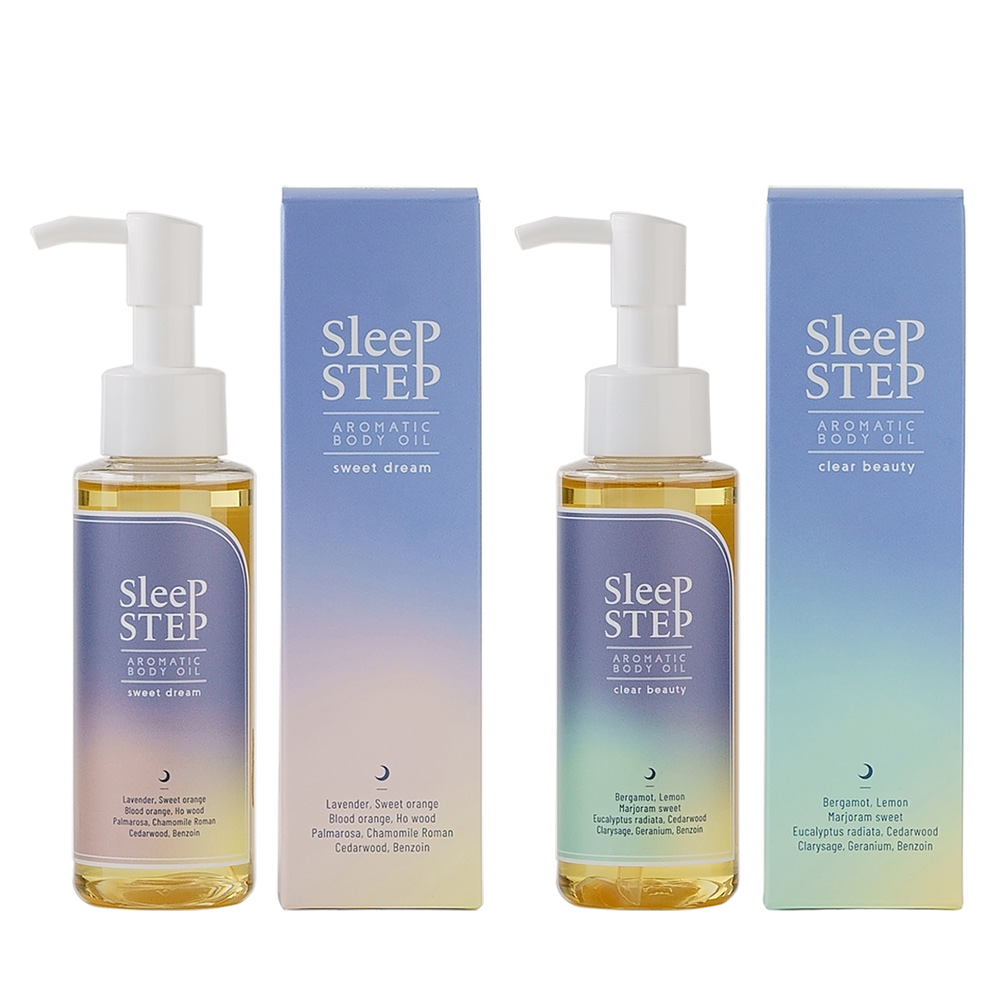 SleeP
STEP
AROMATIC
BODY OIL
sweet dream
Lavender, Sweet orange
Blood orange, Ho wood
Palmarosa, Chamomile Roman
Cedarwood, Benzoin
SleeP
STEP
AROMATIC
BODY OIL
sweet dream
Lavender, Sweet orange
Blood orange, Ho wood
Palmarosa, Chamomile Roman
Cedarwood, Benzoin
SleeP
STEP
AROMATIC
BODY OIL
clear beauty
Bergamot, Lemon
Marjoram sweet
Eucalyptus radiata, Cedarwood
Clarysage, Geranium, Benzoin
SleeP
STEP
AROMATIC
BODY OIL
clear beauty
Bergamot, Lemon
Marjoram sweet
Eucalyptus radiata, Cedarwood
Clarysage, Geranium, Benzoin